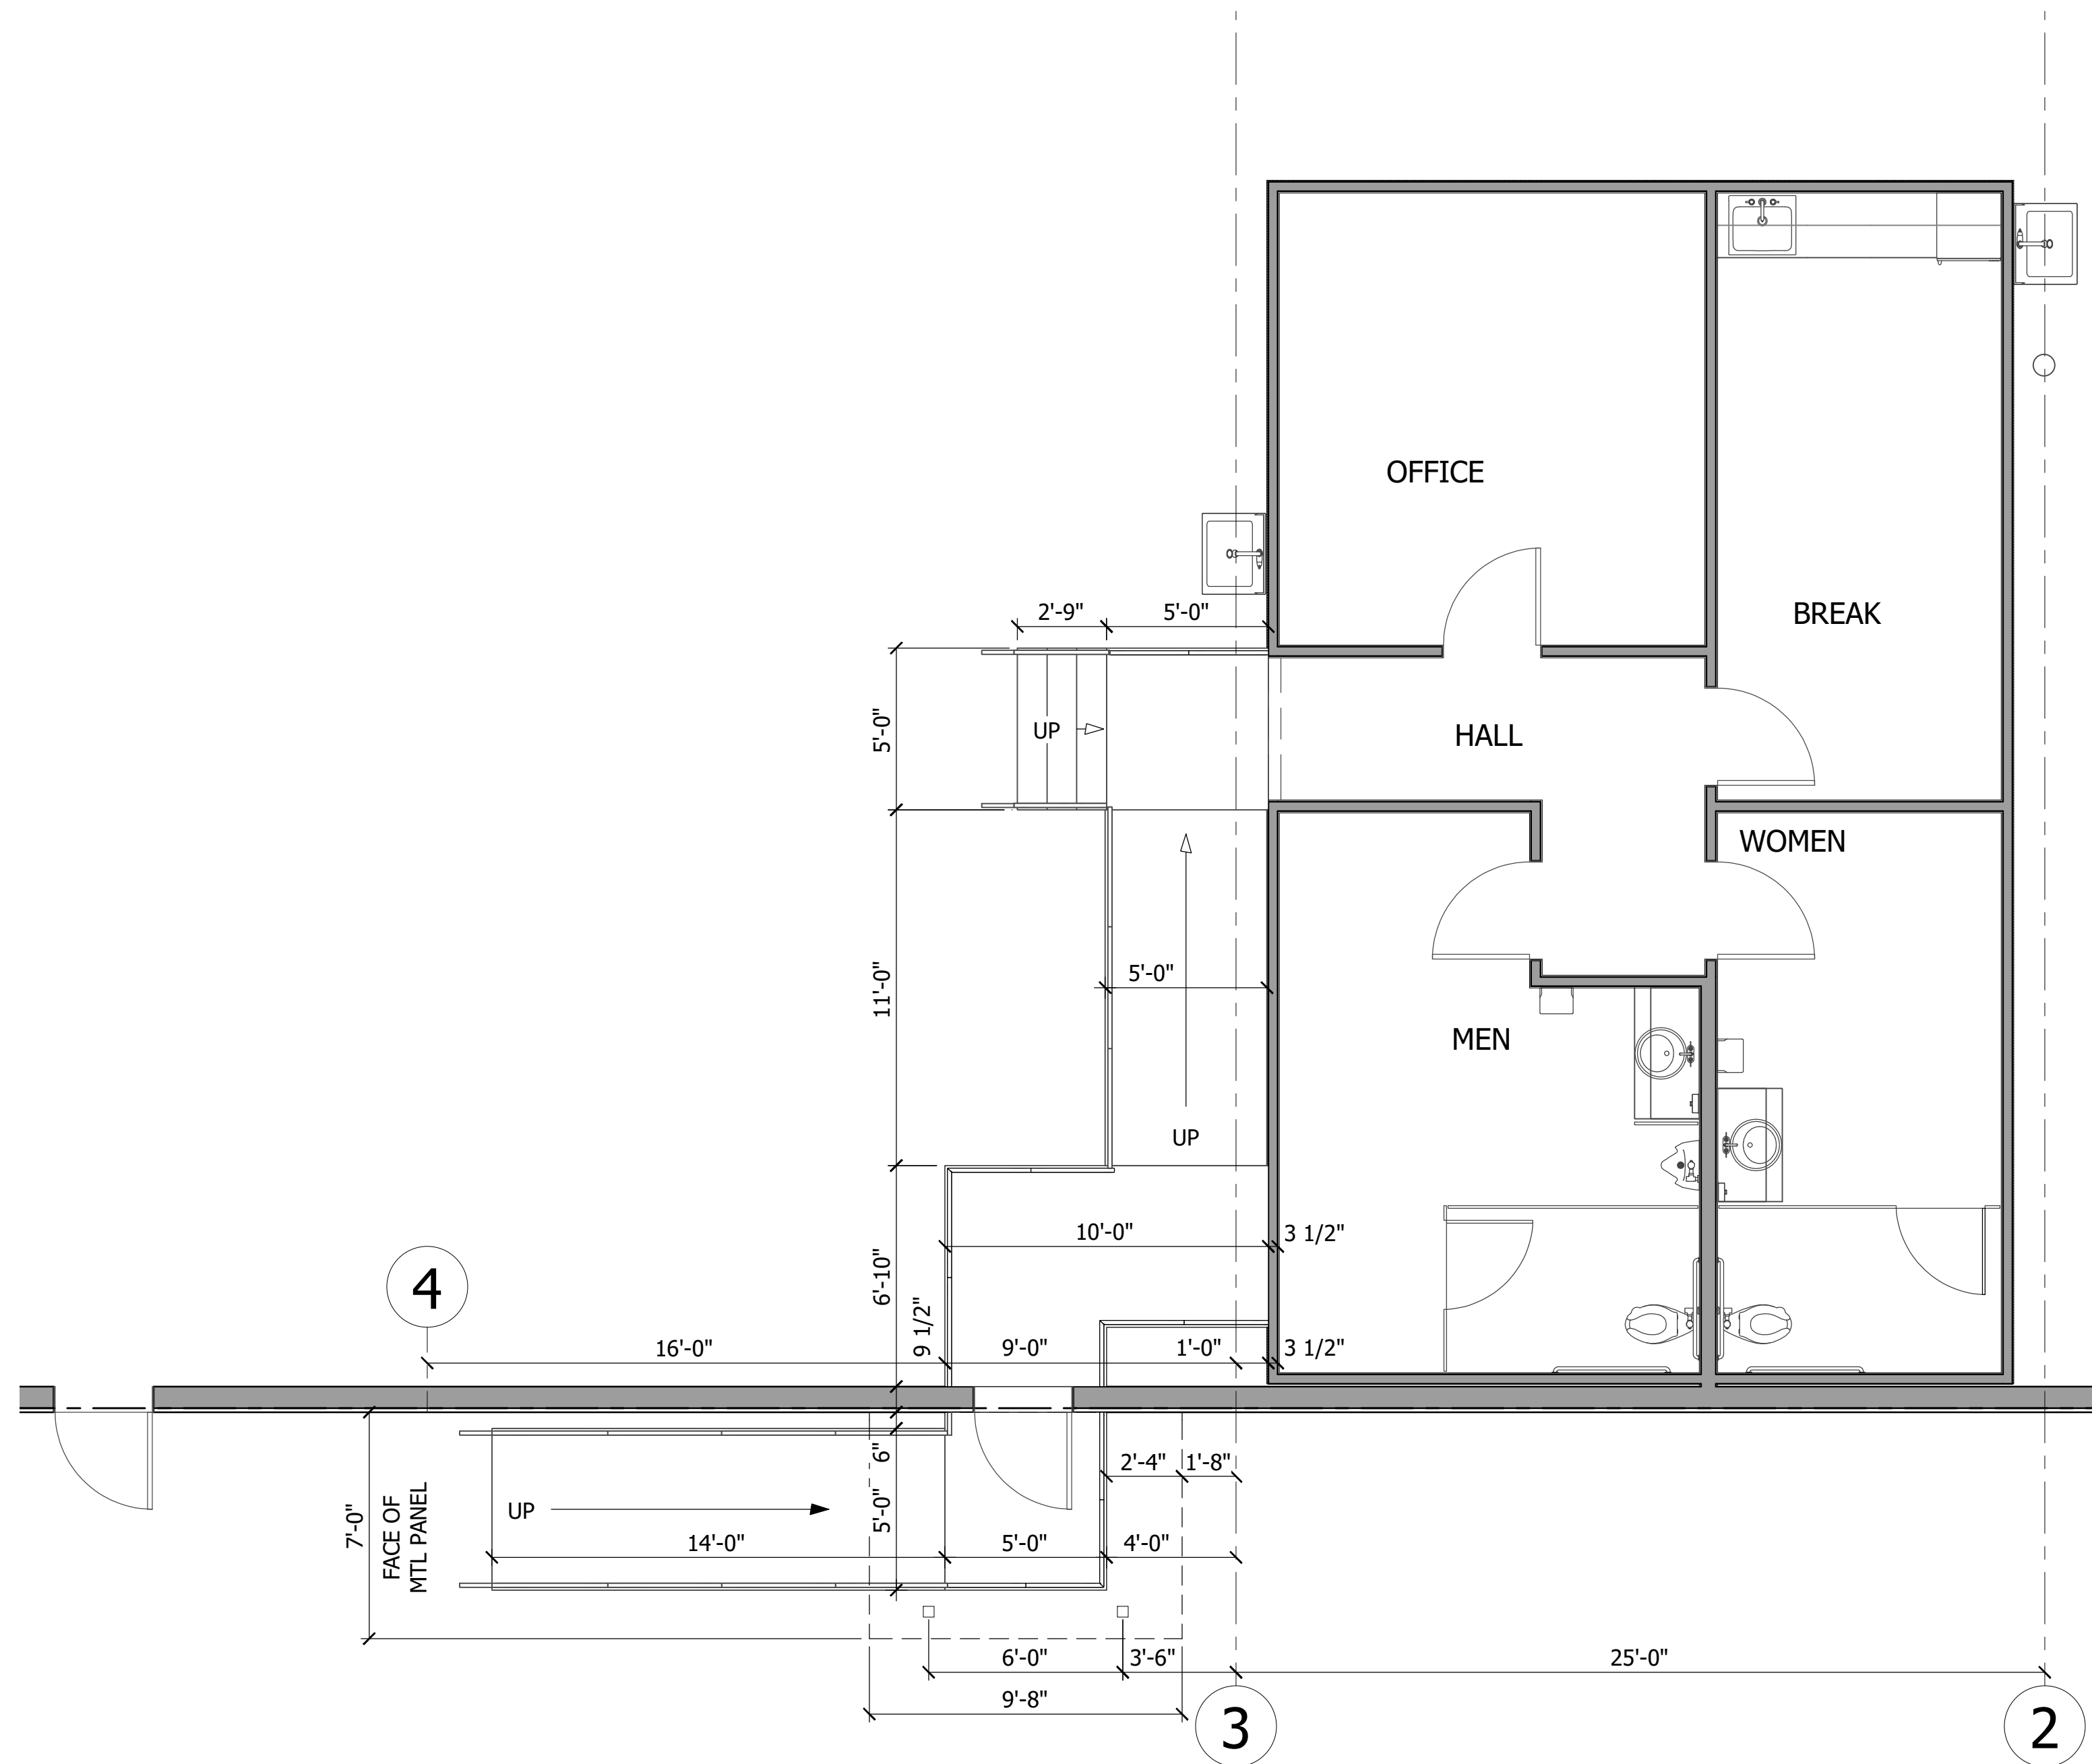 OFFICE
2'-9"
5'-0"
BREAK
5'-0"
UP
HALL
WOMEN
11'-0"
5'-0"
MEN
UP
10'-0"
3 1/2"
4
6'-10"
9 1/2"
16'-0"
9'-0"
1'-0"
3 1/2"
6"
2'-4"
1'-8"
7'-0"
FACE OF
MTL PANEL
UP
5'-0"
14'-0"
5'-0"
4'-0"
6'-0"
3'-6"
25'-0"
9'-8"
3
2